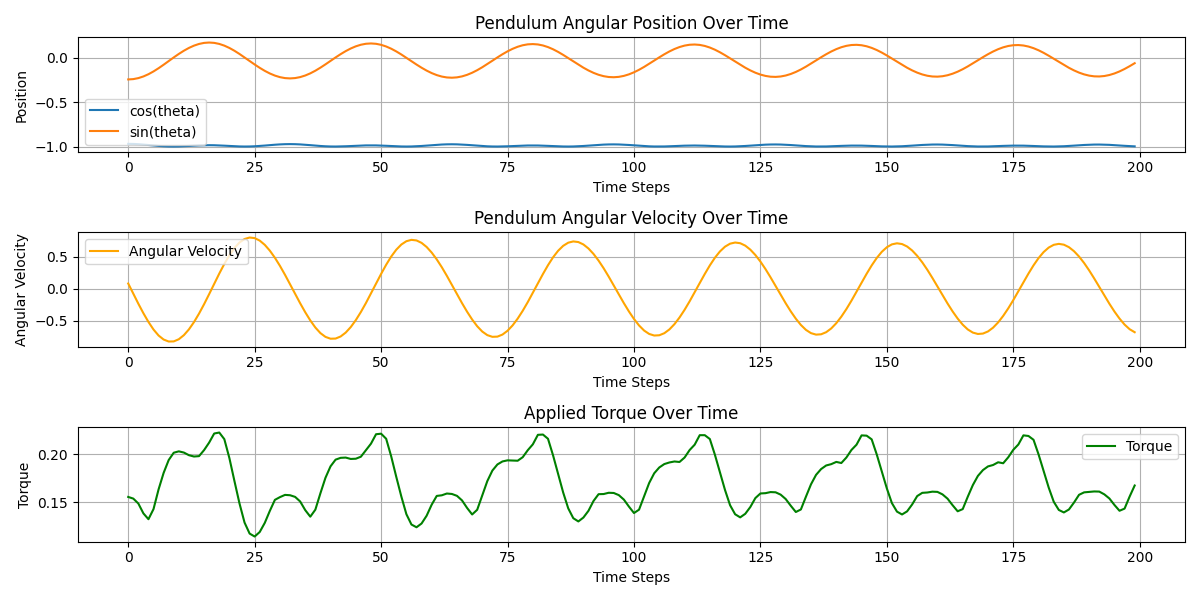 Pendulum Angular Position Over Time
Position
0.0
−0.5
−1.0
cos(theta)
sin(theta)
0 25 50 75 100 125 150 175 200
Time Steps
Pendulum Angular Velocity Over Time
Angular Velocity
0.5
0.0
−0.5
Angular Velocity
0 25 50 75 100 125 150 175 200
Time Steps
Applied Torque Over Time
Torque
0.20
0.15
Torque
0 25 50 75 100 125 150 175 200
Time Steps